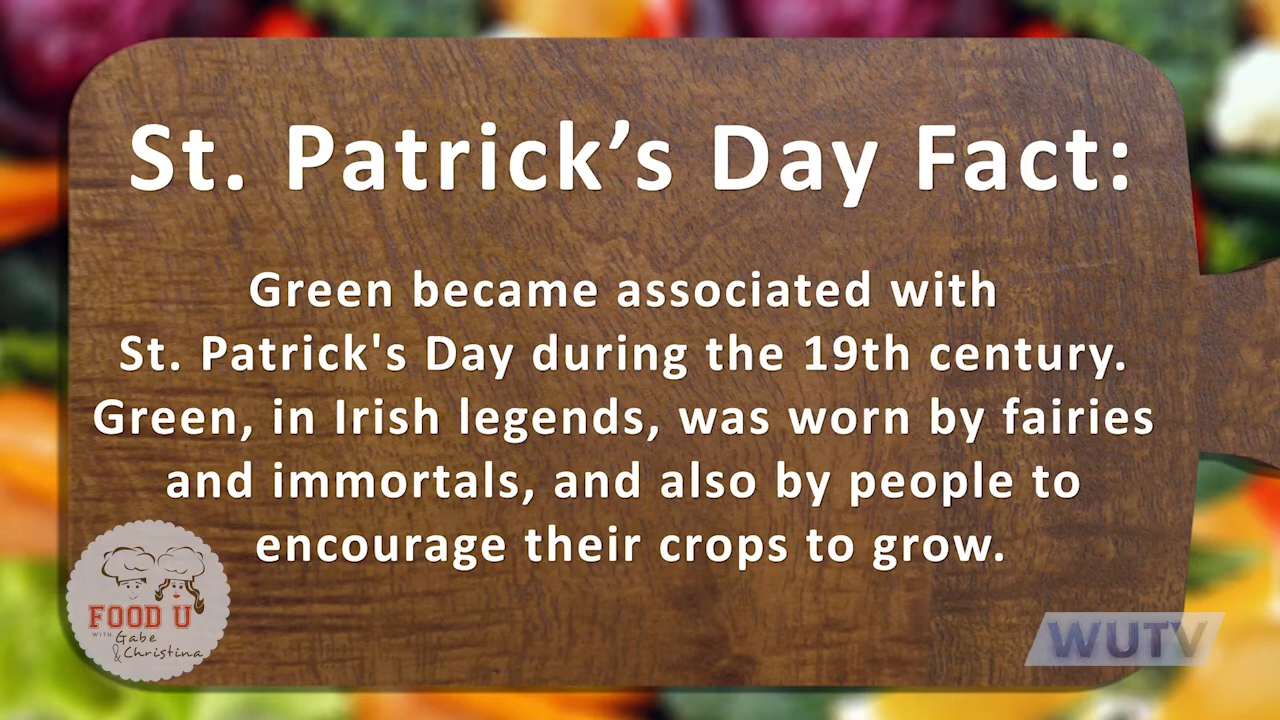 St. Patrick’s Day Fact:
Green became associated with
St. Patrick's Day during the 19th century.
Green, in Irish legends, was worn by fairies
and immortals, and also by people to
encourage their crops to grow.
FOOD U
WITH Gabe
& Christina
WUTV